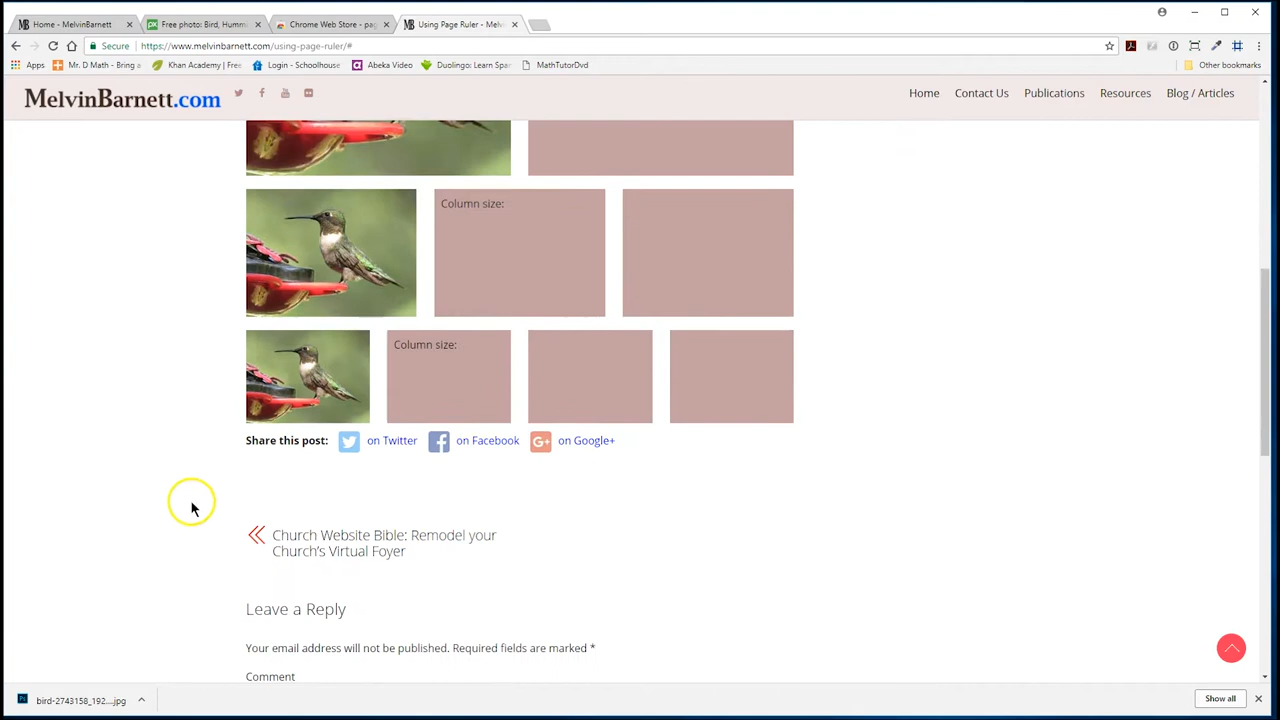 Home - MelvinBarnett
Free photo: Bird, Hummi
Chrome Web Store - pag
Using Page Ruler - Melvi
Secure
https://www.melvinbarnett.com/using-page-ruler/#
Apps
Mr. D Math - Bring a
Khan Academy | Free
Login - Schoolhouse
Abeka Video
Duolingo: Learn Span
MathTutorDvd
Other bookmarks
MelvinBarnett.com
Home
Contact Us
Publications
Resources
Blog / Articles
Column size:
Column size:
Share this post:
on Twitter
on Facebook
on Google+
Church Website Bible: Remodel your
Church’s Virtual Foyer
Leave a Reply
Your email address will not be published. Required fields are marked *
Comment
bird-2743158_192....jpg
Show all